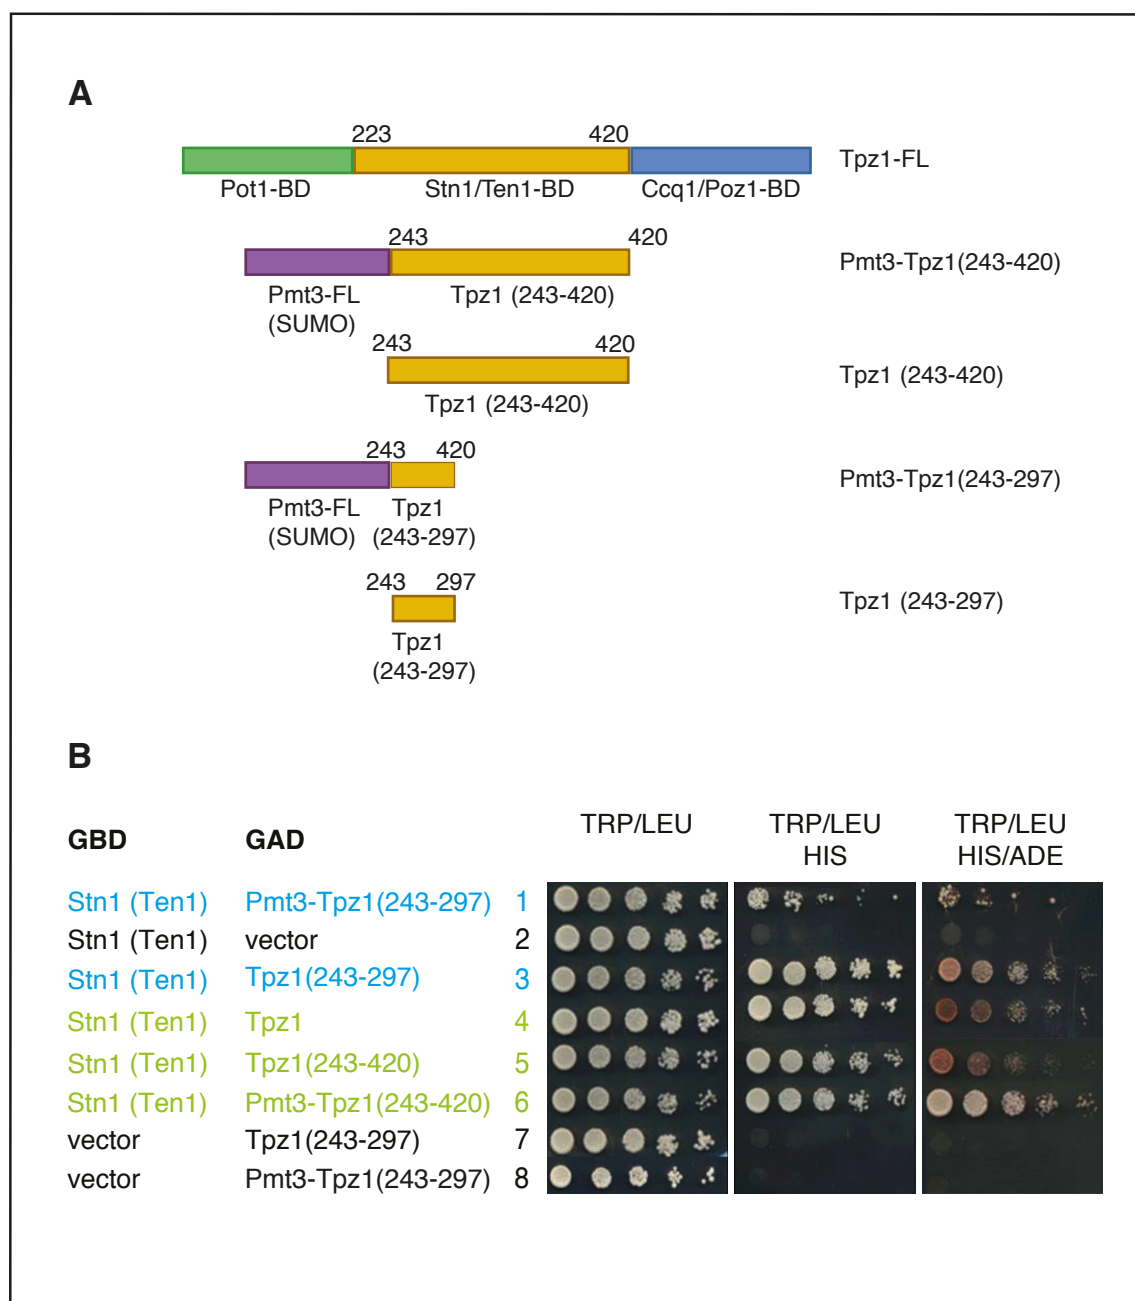 A
223 420
Tpz1-FL
Pot1-BD Stn1/Ten1-BD Ccq1/Poz1-BD
243 420
Pmt3-Tpz1(243-420)
Pmt3-FL Tpz1 (243-420)
(SUMO)
243 420
Tpz1 (243-420)
Tpz1 (243-420)
243 420
Pmt3-Tpz1(243-297)
Pmt3-FL Tpz1
(SUMO) (243-297)
243 297
Tpz1 (243-297)
Tpz1
(243-297)
B
GBD GAD TRP/LEU TRP/LEU TRP/LEU
HIS HIS/ADE
Stn1 (Ten1) Pmt3-Tpz1(243-297) 1
Stn1 (Ten1) vector 2
Stn1 (Ten1) Tpz1(243-297) 3
Stn1 (Ten1) Tpz1 4
Stn1 (Ten1) Tpz1(243-420) 5
Stn1 (Ten1) Pmt3-Tpz1(243-420) 6
vector Tpz1(243-297) 7
vector Pmt3-Tpz1(243-297) 8